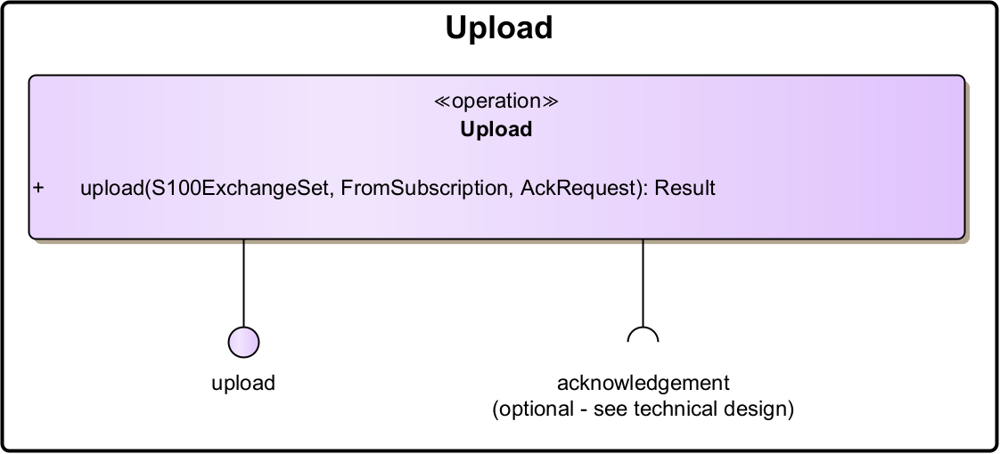 Upload
≪operation≫
Upload
+ upload(S100ExchangeSet, FromSubscription, AckRequest): Result
upload
acknowledgement
(optional - see technical design)